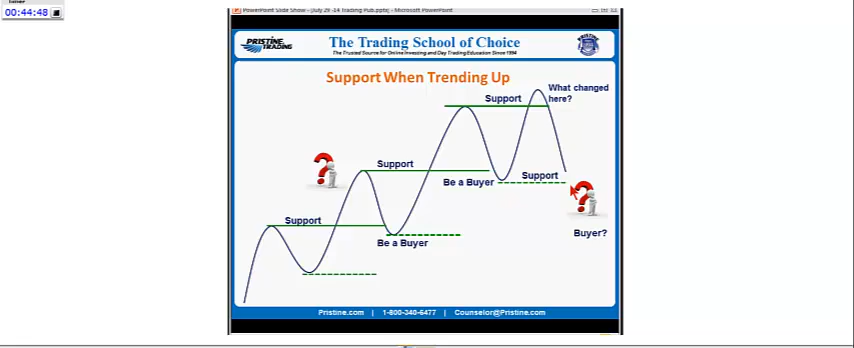 timer
00:44:48
PowerPoint Slide Show - [July 29 -14 Trading Pub.pptx] - Microsoft PowerPoint
PRISTINE
TRADING
The Trading School of Choice
The Trusted Source for Online Investing and Day Trading Education Since 1994
PRISTINE
Support When Trending Up
What changed
here?
Support
Support
Be a Buyer
Support
Support
Buyer?
Be a Buyer
Pristine.com | 1-800-340-6477 | Counselor@Pristine.com